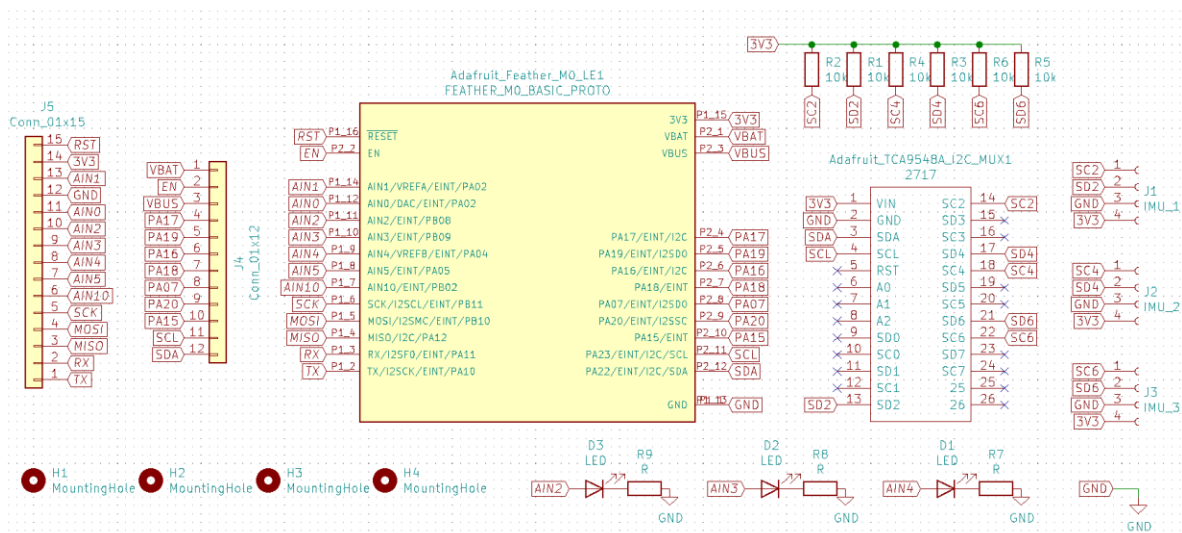 3V3
R2
10k
R1
10k
R4
10k
R3
10k
R6
10k
R5
10k
SC2
SD2
SC4
SD4
SC6
SD6
J5
Conn_01x15
15 RST
14 3V3
13 AIN1
12 GND
11 AIN0
10 AIN2
9 AIN3
8 AIN4
7 AIN5
6 AIN10
5 SCK
4 MOSI
3 MISO
2 RX
1 TX
VBAT 1
EN 2
VBUS 3
PA17 4
PA19 5
PA16 6
PA18 7
PA07 8
PA20 9
PA15 10
SCL 11
SDA 12
J4
Conn_01x12
Adafruit_Feather_M0_LE1
FEATHER_M0_BASIC_PROTO
RST P1_16 RESET
EN P2_2 EN
AIN1 P1_14 AIN1/VREFA/EINT/PA02
AIN0 P1_12 AIN0/DAC/EINT/PA02
AIN2 P1_11 AIN2/EINT/PB08
AIN3 P1_10 AIN3/EINT/PB09
AIN4 P1_9 AIN4/VREFB/EINT/PA04
AIN5 P1_8 AIN5/EINT/PA05
AIN10 P1_7 AIN10/EINT/PB02
SCK P1_6 SCK/I2SCL/EINT/PB11
MOSI P1_5 MOSI/I2SMC/EINT/PB10
MISO P1_4 MISO/I2C/PA12
RX P1_3 RX/I2SF0/EINT/PA11
TX P1_2 TX/I2SCK/EINT/PA10
3V3 P1_15 3V3
VBAT P2_1 VBAT
VBUS P2_3 VBUS
PA17/EINT/I2C P2_4 PA17
PA19/EINT/I2SD0 P2_5 PA19
PA16/EINT/I2C P2_6 PA16
PA18/EINT P2_7 PA18
PA07/EINT/I2SD0 P2_8 PA07
PA20/EINT/I2SSC P2_9 PA20
PA15/EINT P2_10 PA15
PA23/EINT/I2C/SCL P2_11 SCL
PA22/EINT/I2C/SDA P2_12 SDA
GND GND
Adafruit_TCA9548A_I2C_MUX1
2717
3V3 1 VIN
GND 2 GND
SDA 3 SDA
SCL 4 SCL
5 RST
6 A0
7 A1
8 A2
9 SD0
10 SC0
11 SD1
12 SC1
SD2 13 SD2
SC2 14 SC2
SD3 15
SC3 16
SD4 17 SD4
SC4 18 SC4
SD5 19
SC5 20
SD6 21 SD6
SC6 22 SC6
SD7 23
SC7 24
25 25
26 26
SC2 1
SD2 2
GND 3
3V3 4
J1
IMU_1
SC4 1
SD4 2
GND 3
3V3 4
J2
IMU_2
SC6 1
SD6 2
GND 3
3V3 4
J3
IMU_3
H1
MountingHole
H2
MountingHole
H3
MountingHole
H4
MountingHole
D3
LED
R9
R
AIN2
GND
D2
LED
R8
R
AIN3
GND
D1
LED
R7
R
AIN4
GND
GND
GND